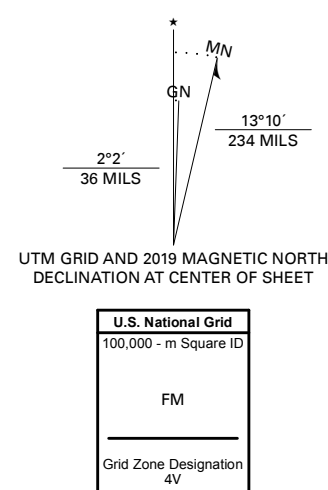 ★
MN
GN
13°10´
234 MILS
2°2´
36 MILS
UTM GRID AND 2019 MAGNETIC NORTH
DECLINATION AT CENTER OF SHEET
U.S. National Grid
100,000 - m Square ID
FM
Grid Zone Designation
4V